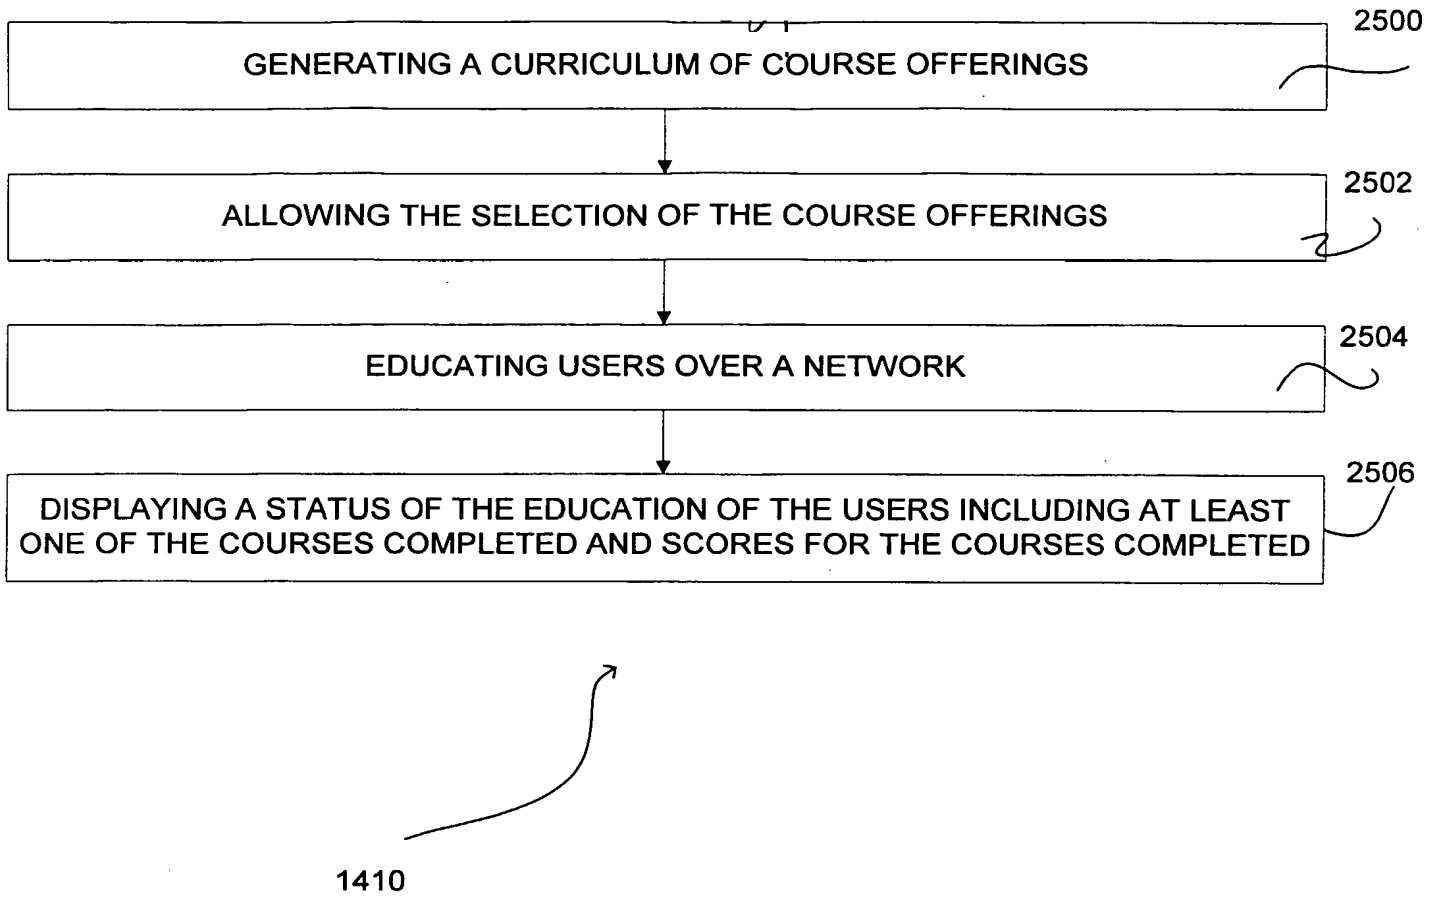 2500
GENERATING A CURRICULUM OF COURSE OFFERINGS
2502
ALLOWING THE SELECTION OF THE COURSE OFFERINGS
2504
EDUCATING USERS OVER A NETWORK
2506
DISPLAYING A STATUS OF THE EDUCATION OF THE USERS INCLUDING AT LEAST
ONE OF THE COURSES COMPLETED AND SCORES FOR THE COURSES COMPLETED
1410